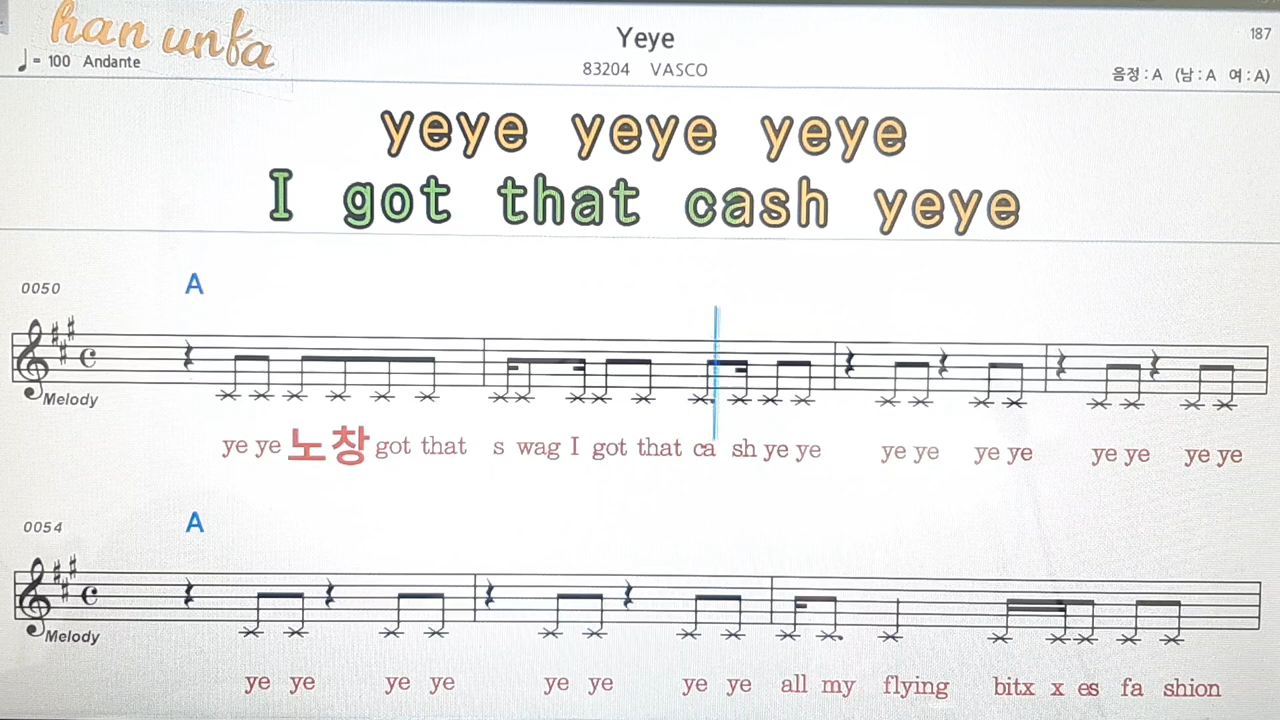 han unfa
♩= 100 Andante
Yeye
83204 VASCO
187
음정 : A (남 : A 여 : A)
yeye yeye yeye
I got that cash yeye
0050
A
Melody
ye ye 노창 got that s wag I got that ca sh ye ye ye ye ye ye ye ye ye ye
0054
A
Melody
ye ye ye ye ye ye ye ye all my flying bitx x es fa shion